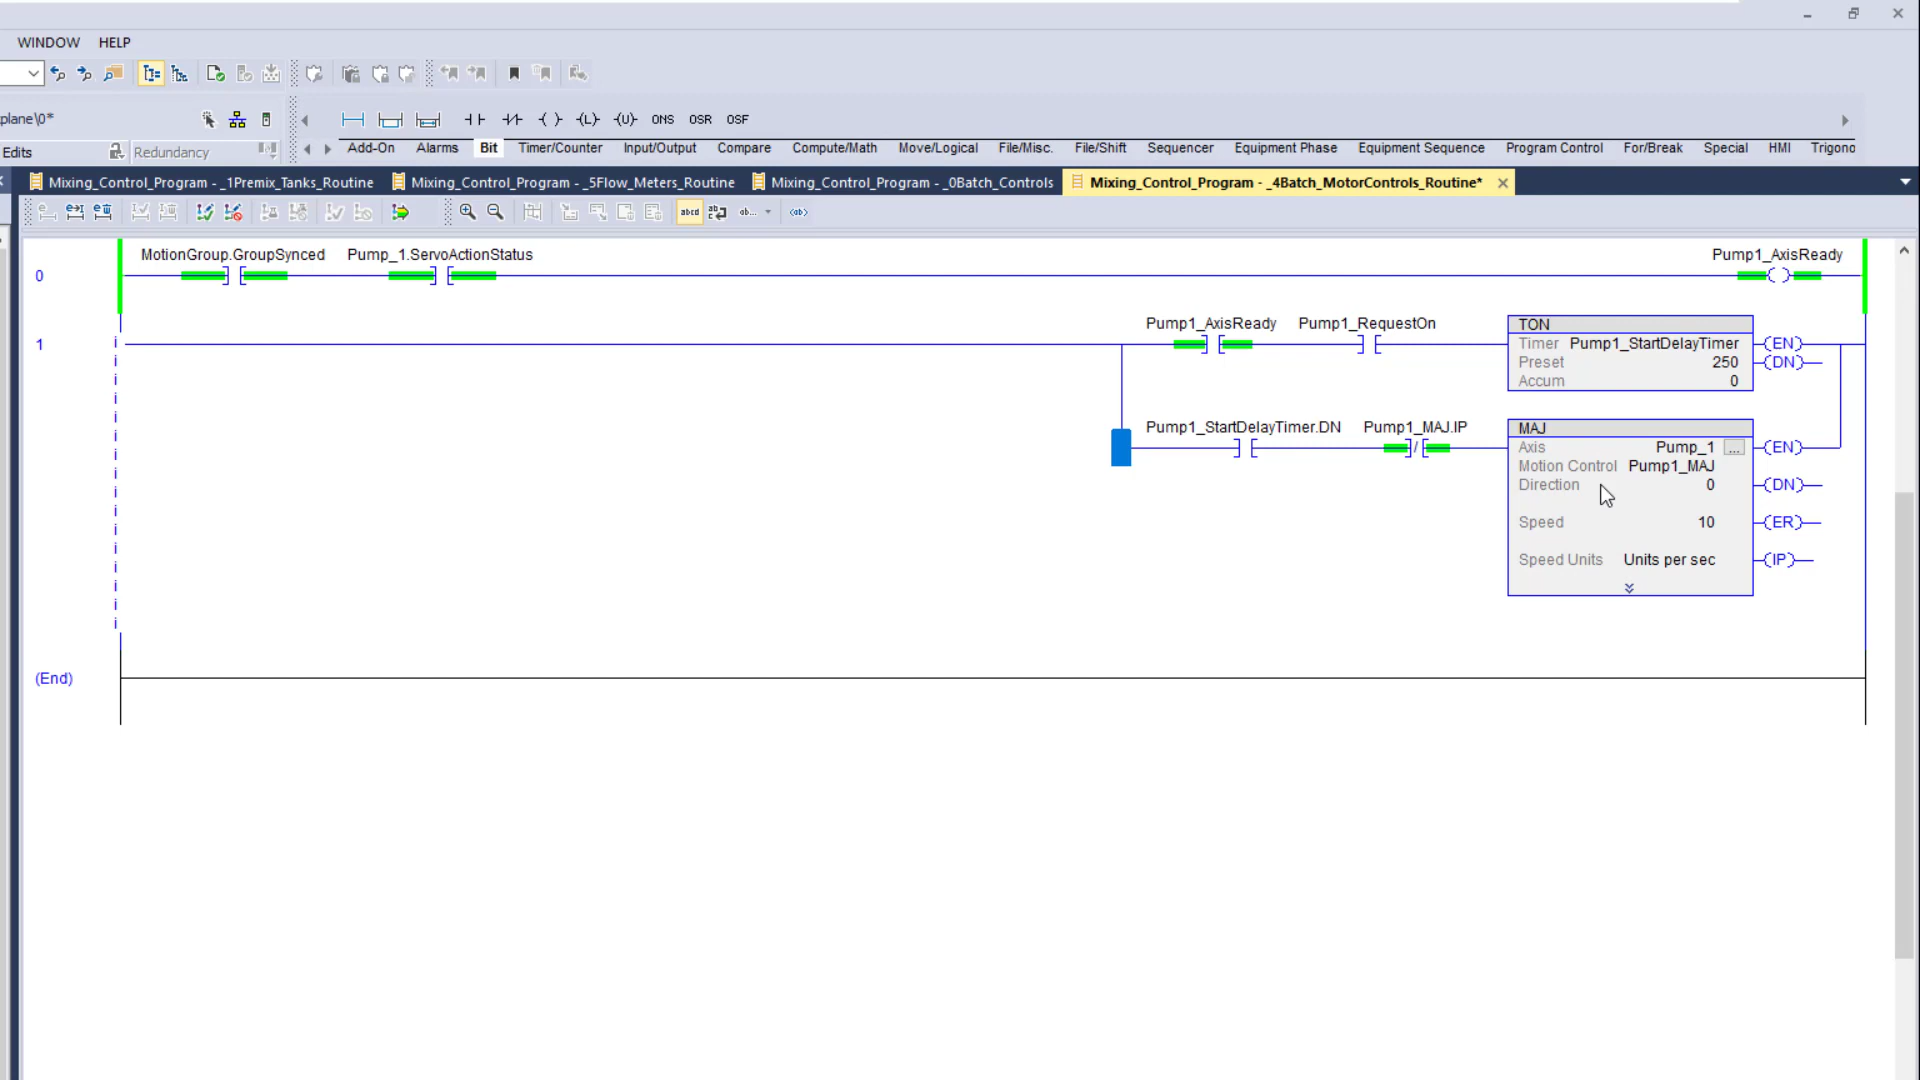 WINDOW HELP
plane\0*
ONS OSR OSF
Edits Redundancy
Add-On Alarms Bit Timer/Counter Input/Output Compare Compute/Math Move/Logical File/Misc. File/Shift Sequencer Equipment Phase Equipment Sequence Program Control For/Break Special HMI Trigono
Mixing_Control_Program - _1Premix_Tanks_Routine Mixing_Control_Program - _5Flow_Meters_Routine Mixing_Control_Program - _0Batch_Controls Mixing_Control_Program - _4Batch_MotorControls_Routine*
abcd ab... <ab>
MotionGroup.GroupSynced Pump_1.ServoActionStatus Pump1_AxisReady
0
Pump1_AxisReady Pump1_RequestOn TON
1 i Timer Pump1_StartDelayTimer EN
i Preset 250 DN
i Accum 0
i
i
Pump1_StartDelayTimer.DN Pump1_MAJ.IP MAJ
i Axis Pump_1 ... EN
i Motion Control Pump1_MAJ
i Direction 0 DN
i
i Speed 10 ER
i
i Speed Units Units per sec IP
i
i
i
(End)